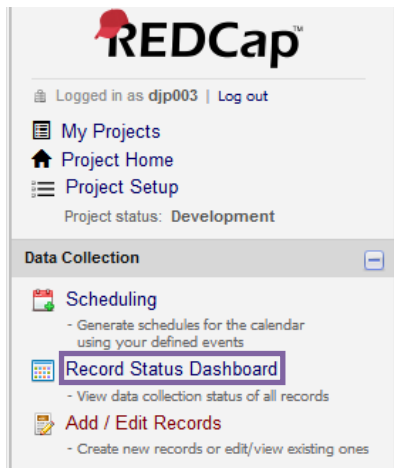 REDCap™
Logged in as djp003 | Log out
My Projects
Project Home
Project Setup
Project status: Development
Data Collection
Scheduling
- Generate schedules for the calendar
using your defined events
Record Status Dashboard
- View data collection status of all records
Add / Edit Records
- Create new records or edit/view existing ones